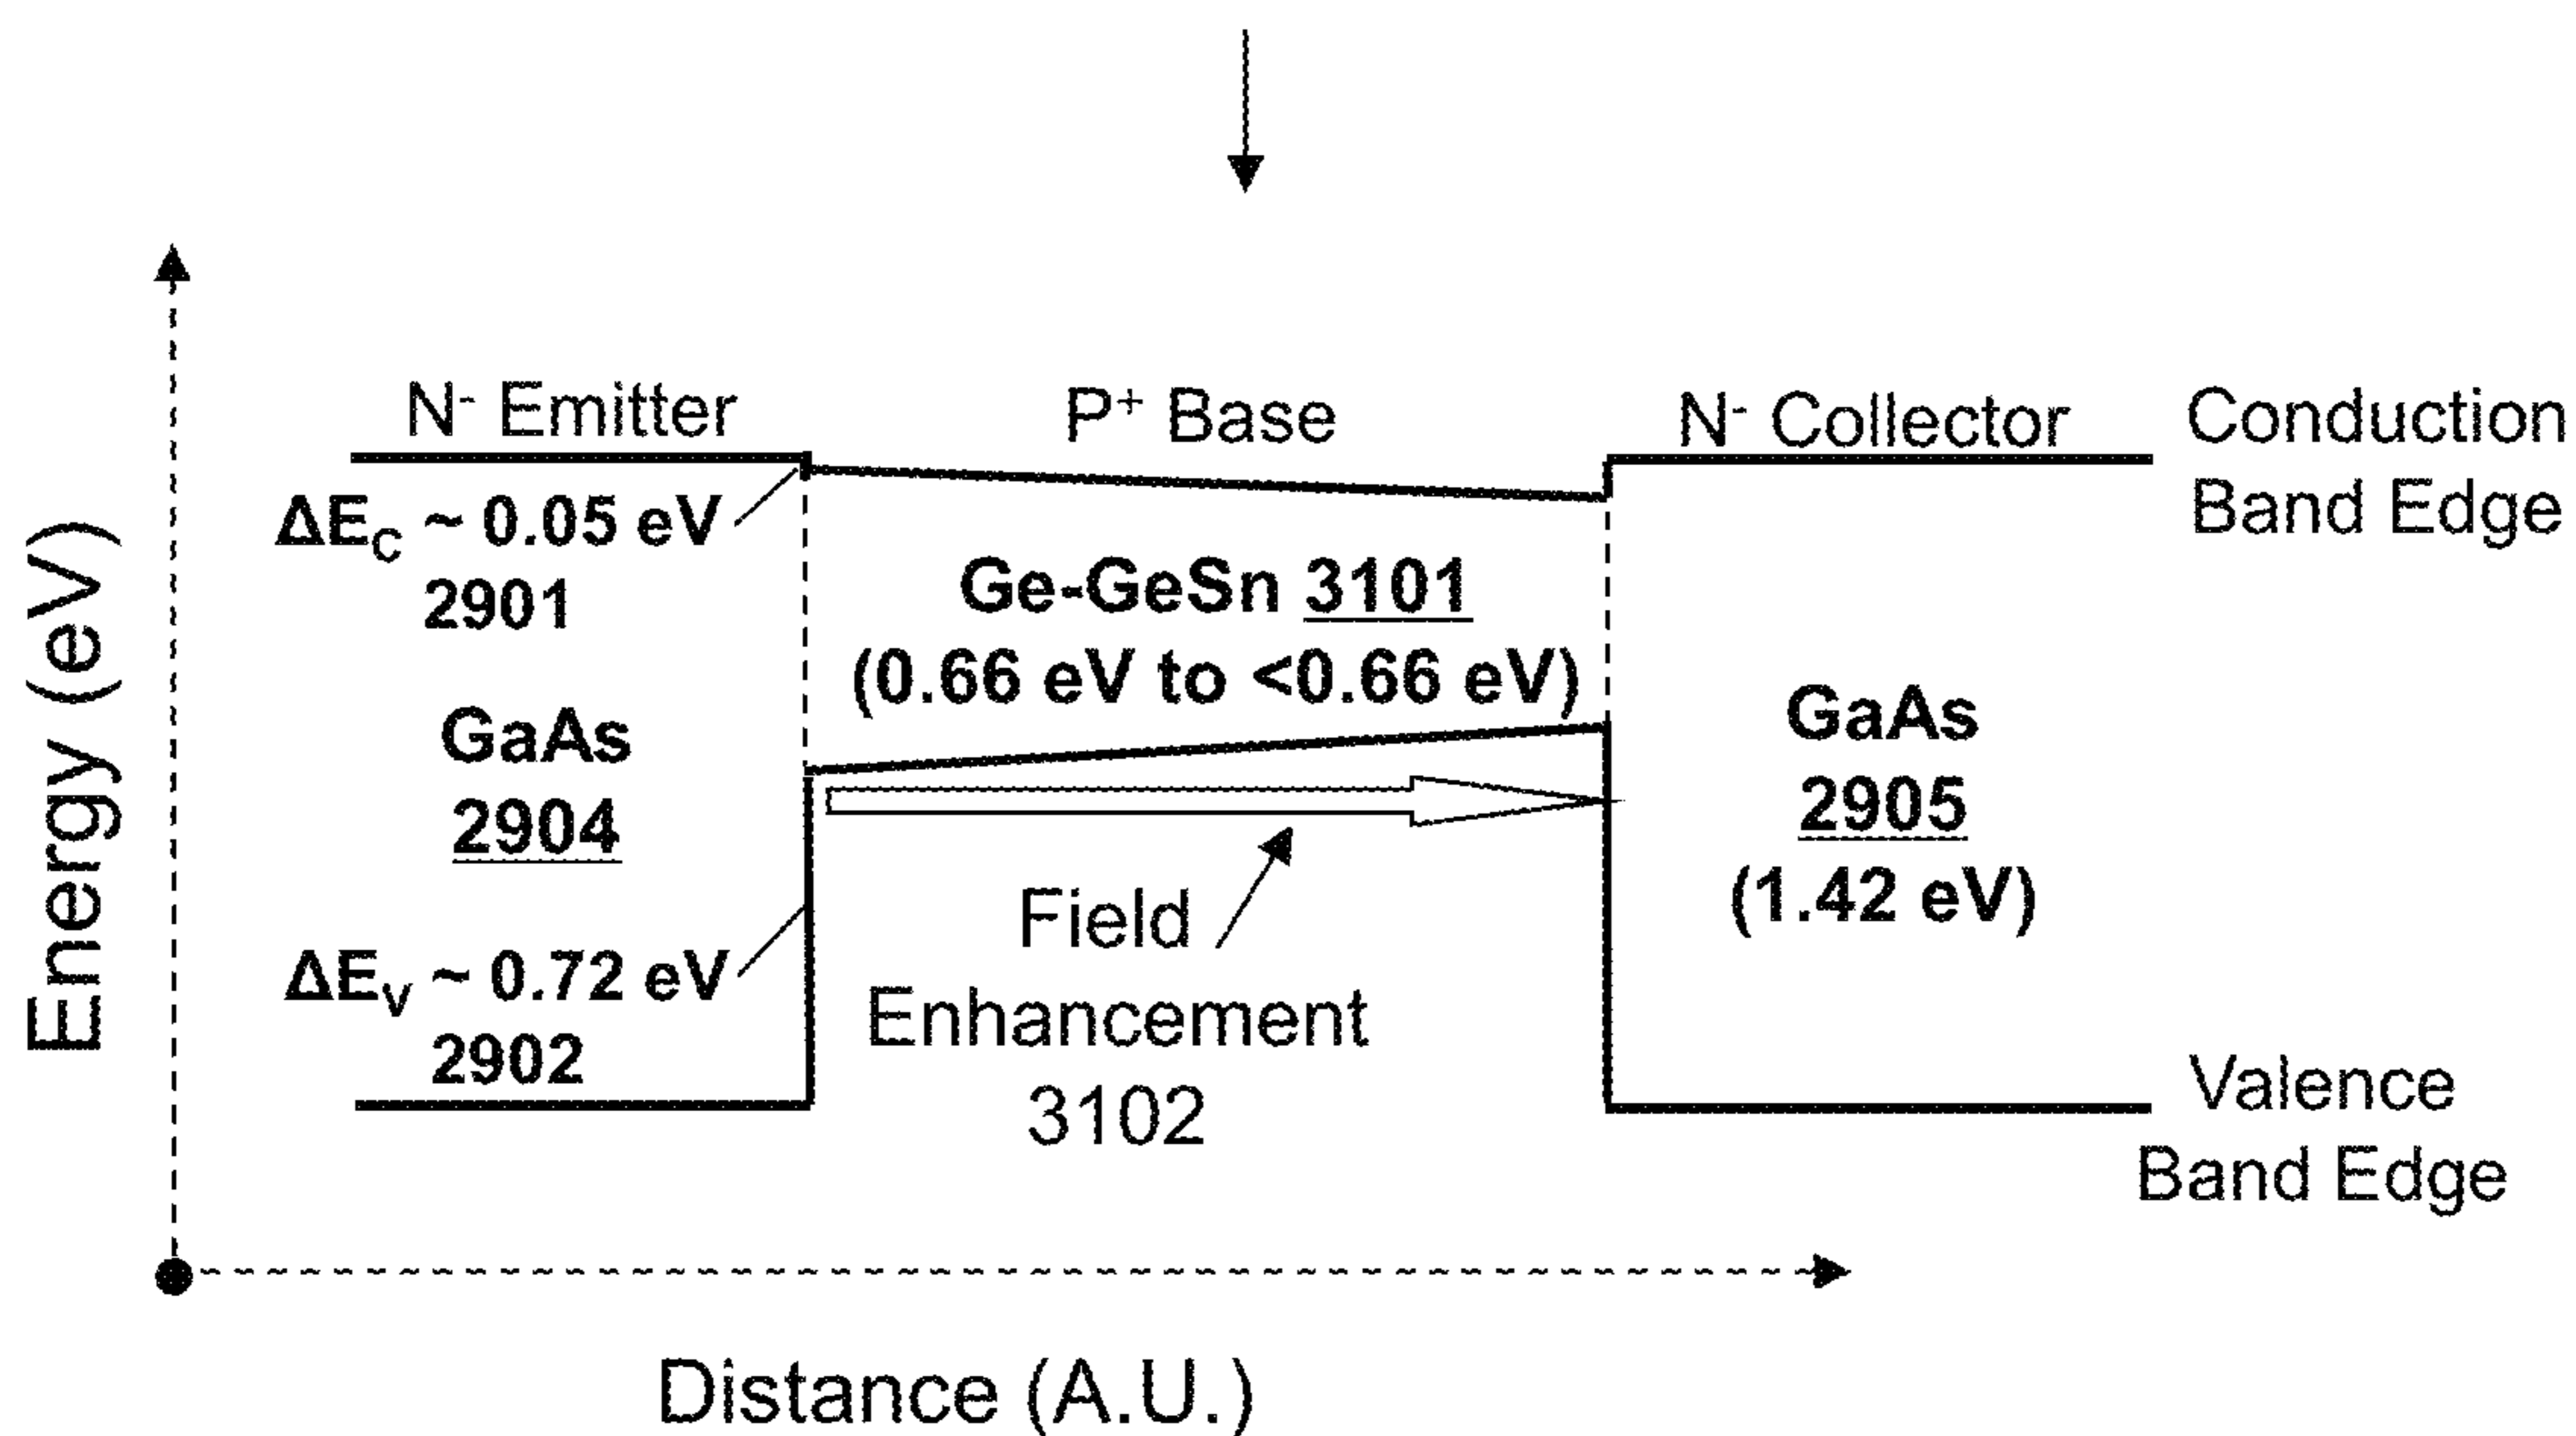 N⁻ Emitter
P⁺ Base
N⁻ Collector
Conduction
Band Edge
ΔE_C ~ 0.05 eV
2901
Ge-GeSn 3101
(0.66 eV to <0.66 eV)
GaAs
2904
GaAs
2905
(1.42 eV)
ΔE_V ~ 0.72 eV
2902
Field
Enhancement
3102
Valence
Band Edge
Energy (eV)
Distance (A.U.)